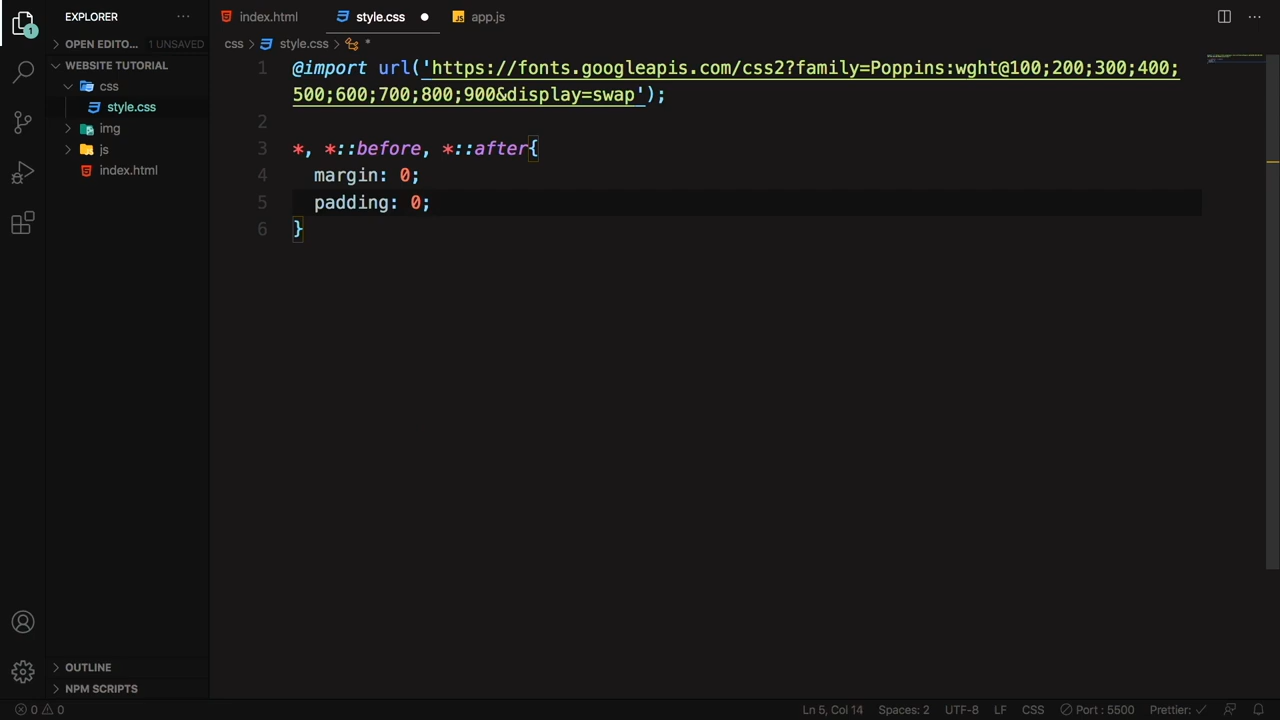 EXPLORER
index.html
style.css
app.js
OPEN EDITO... 1 UNSAVED
css style.css *
WEBSITE TUTORIAL
css
style.css
img
js
index.html
1 @import url('https://fonts.googleapis.com/css2?family=Poppins:wght@100;200;300;400;
500;600;700;800;900&display=swap');
2
3 *, *::before, *::after{
4 margin: 0;
5 padding: 0;
6 }
1
OUTLINE
NPM SCRIPTS
0 0 Ln 5, Col 14 Spaces: 2 UTF-8 LF CSS Port : 5500 Prettier: